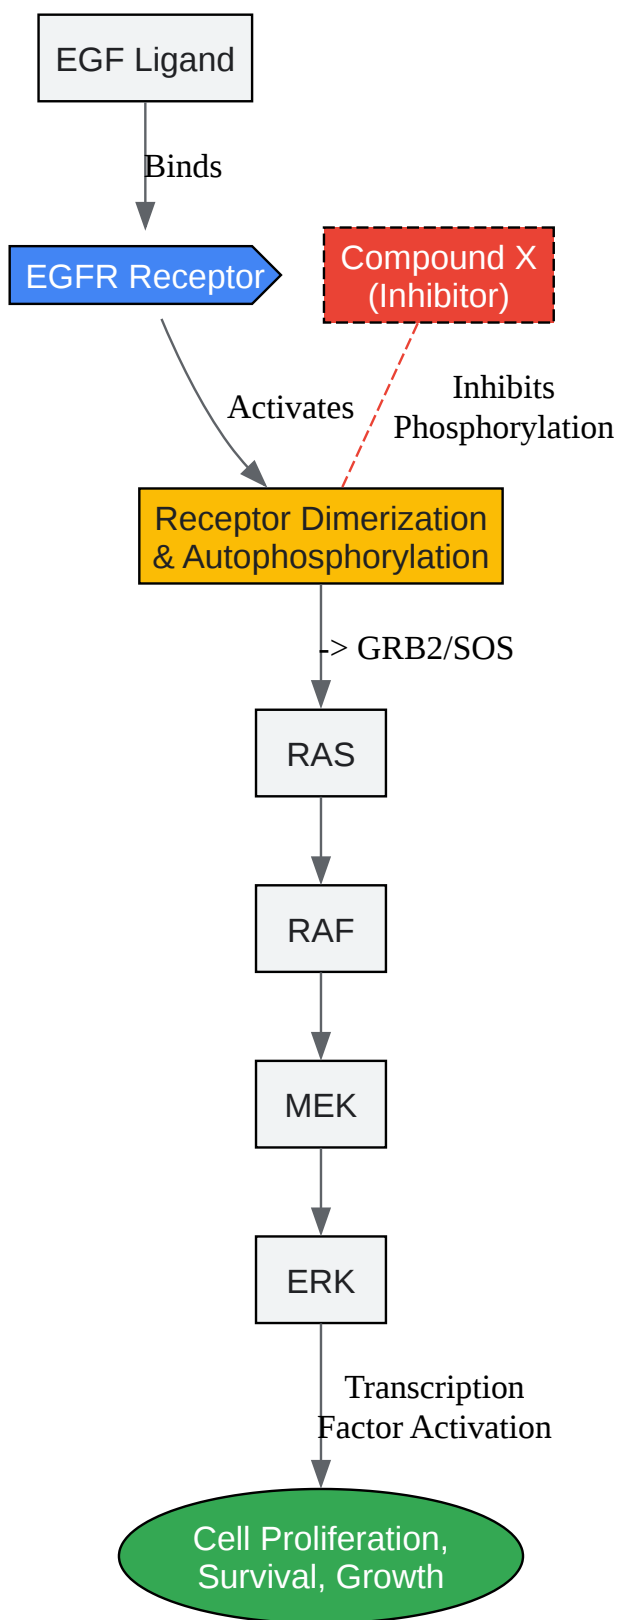 EGF Ligand
Binds
EGFR Receptor
Compound X
(Inhibitor)
Activates
Inhibits
Phosphorylation
Receptor Dimerization
& Autophosphorylation
-> GRB2/SOS
RAS
RAF
MEK
ERK
Transcription
Factor Activation
Cell Proliferation,
Survival, Growth